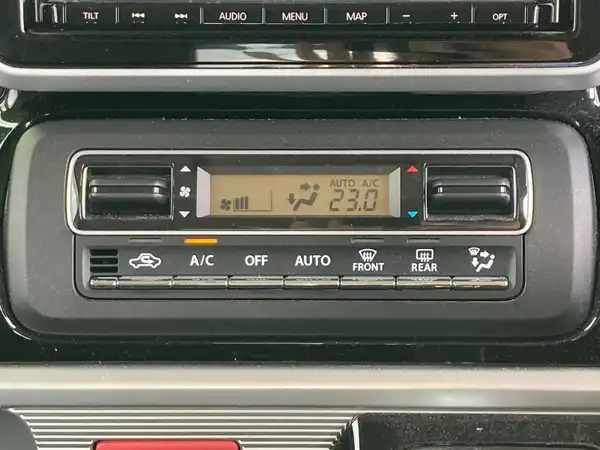 TILT AUDIO MENU MAP − + OPT
AUTO A/C
23.0
A/C OFF AUTO FRONT REAR